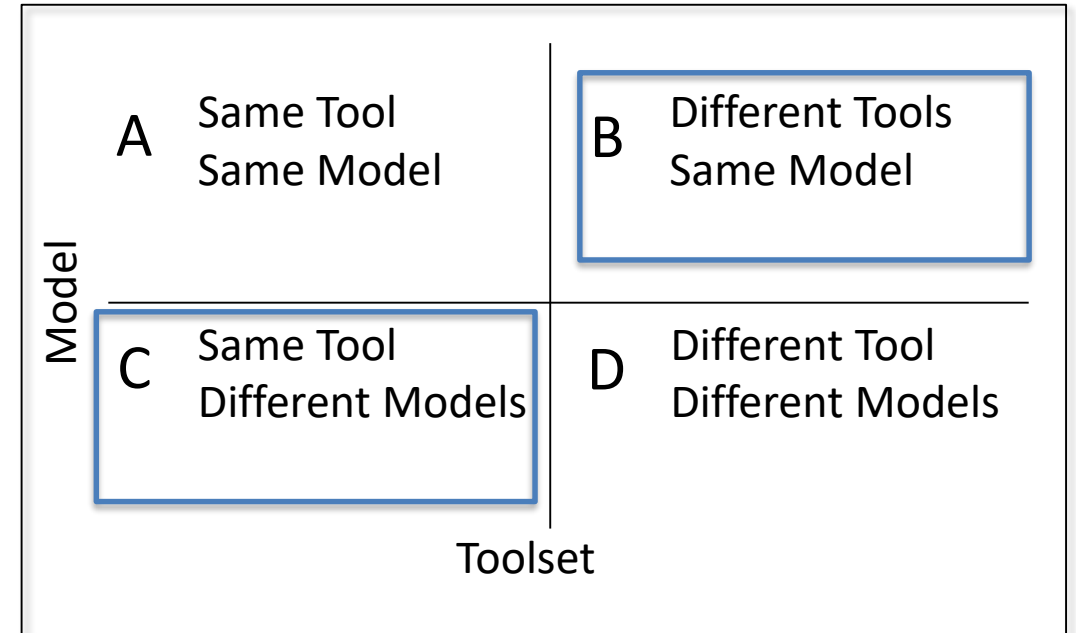 A
Same Tool
Same Model
B
Different Tools
Same Model
Model
C
Same Tool
Different Models
D
Different Tool
Different Models
Toolset